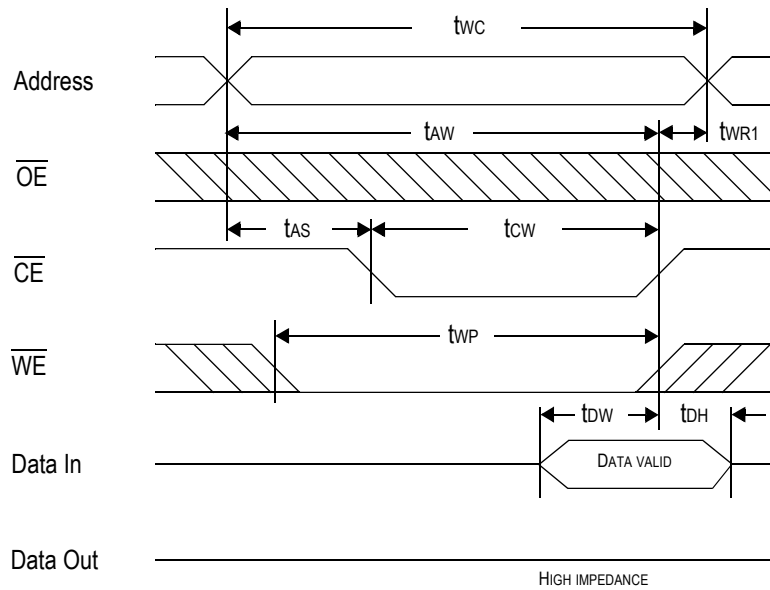 tWC
Address
tAW tWR1
OE
tAS tCW
CE
tWP
WE
tDW tDH
Data In DATA VALID
Data Out
HIGH IMPEDANCE